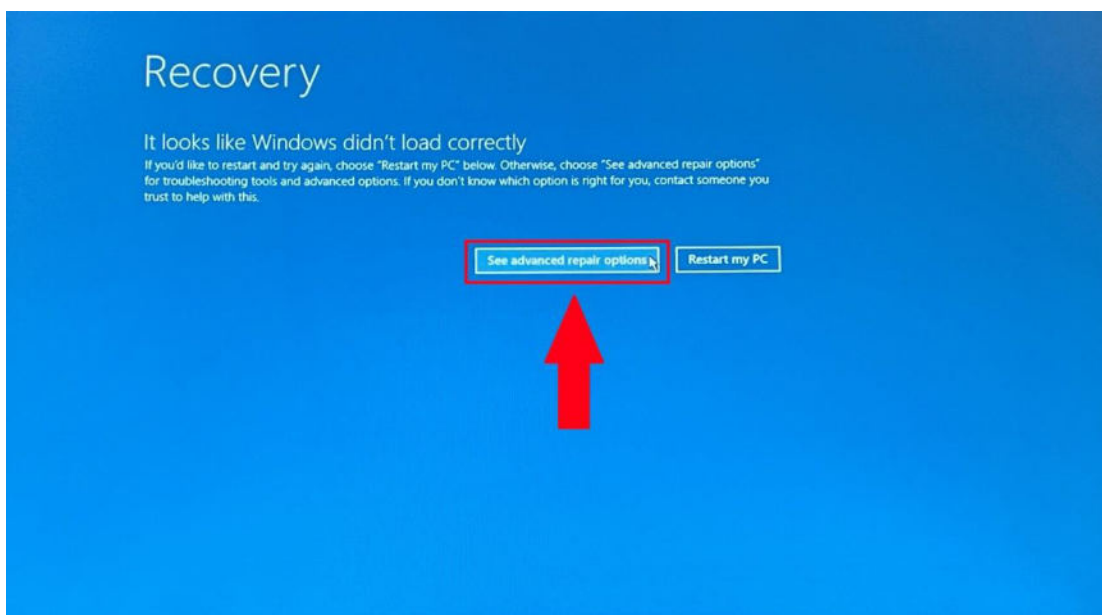 Recovery
It looks like Windows didn't load correctly
If you'd like to restart and try again, choose "Restart my PC" below. Otherwise, choose "See advanced repair options"
for troubleshooting tools and advanced options. If you don't know which option is right for you, contact someone you
trust to help with this.
See advanced repair options
Restart my PC